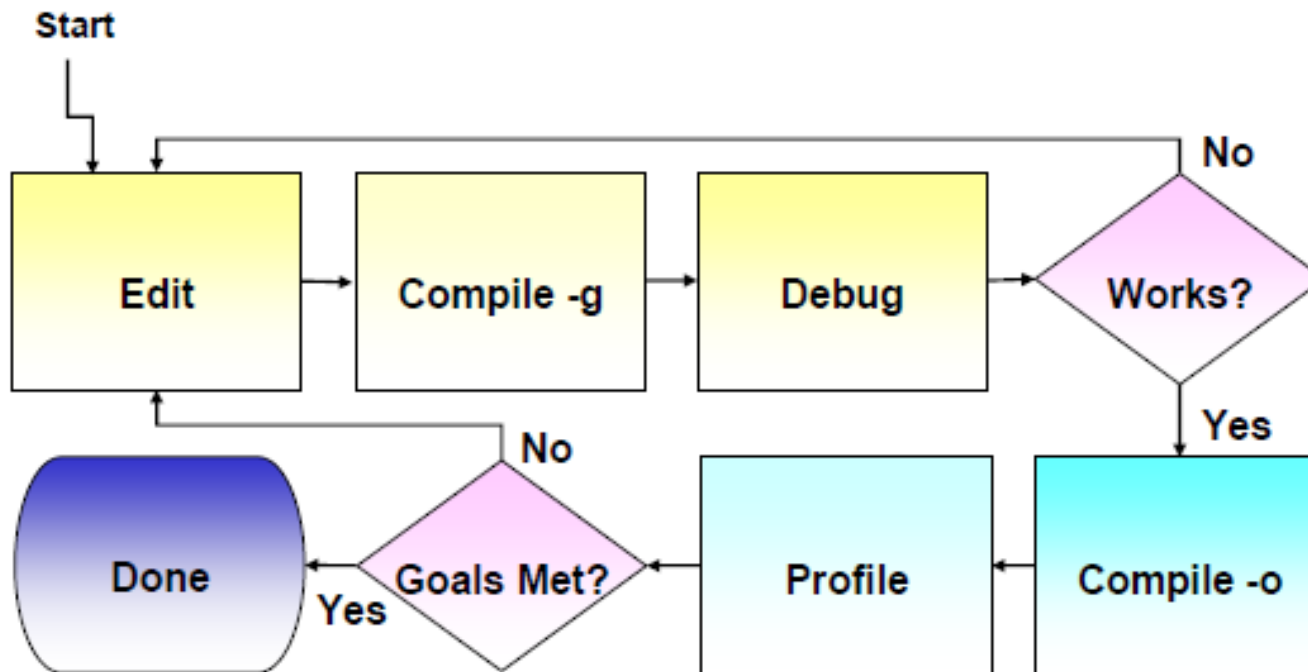 Start
No
Edit
Compile -g
Debug
Works?
Yes
No
Done
Yes
Goals Met?
Profile
Compile -o